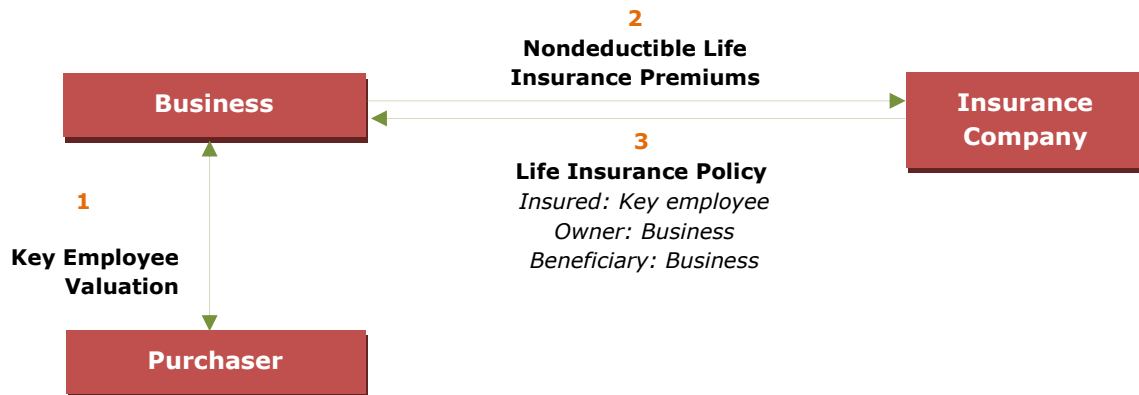 2
Nondeductible Life
Insurance Premiums
Business
Insurance
Company
3
Life Insurance Policy
Insured: Key employee
Owner: Business
Beneficiary: Business
1
Key Employee
Valuation
Purchaser